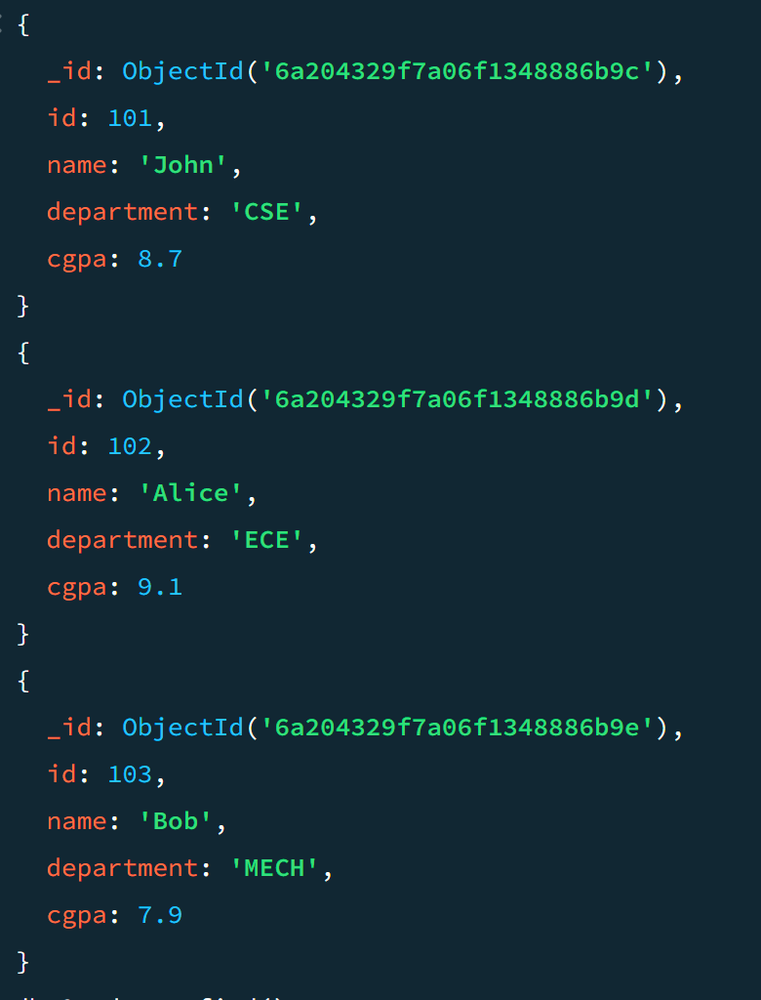 {
_id: ObjectId('6a204329f7a06f1348886b9c'),
id: 101,
name: 'John',
department: 'CSE',
cgpa: 8.7
}
{
_id: ObjectId('6a204329f7a06f1348886b9d'),
id: 102,
name: 'Alice',
department: 'ECE',
cgpa: 9.1
}
{
_id: ObjectId('6a204329f7a06f1348886b9e'),
id: 103,
name: 'Bob',
department: 'MECH',
cgpa: 7.9
}